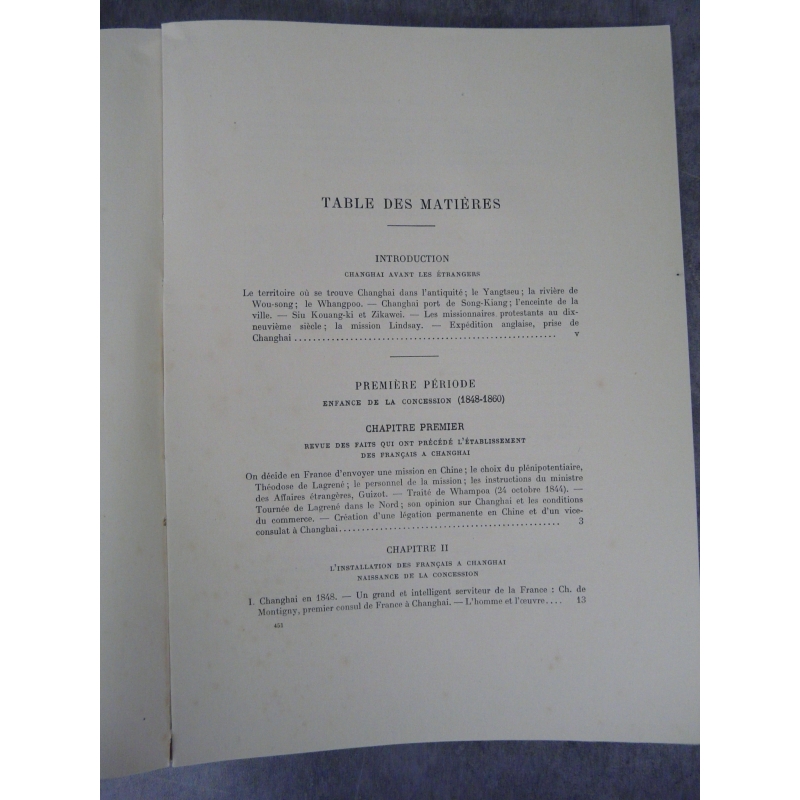 TABLE DES MATIÈRES
INTRODUCTION
CHANGHAI AVANT LES ÉTRANGERS
Le territoire où se trouve Changhai dans l'antiquité; le Yangtseu; la rivière de
Wou-song; le Whangpoo. — Changhai port de Song-Kiang; l'enceinte de la
ville. — Siu Kouang-ki et Zikawei. — Les missionnaires protestants au dix-
neuvième siècle; la mission Lindsay. — Expédition anglaise, prise de
Changhai ........................................................ v
PREMIÈRE PÉRIODE
ENFANCE DE LA CONCESSION (1848-1860)
CHAPITRE PREMIER
REVUE DES FAITS QUI ONT PRÉCÉDÉ L'ÉTABLISSEMENT
DES FRANÇAIS A CHANGHAI
On décide en France d'envoyer une mission en Chine; le choix du plénipotentiaire,
Théodose de Lagrené; le personnel de la mission; les instructions du ministre
des Affaires étrangères, Guizot. — Traité de Whampoa (24 octobre 1844). —
Tournée de Lagrené dans le Nord; son opinion sur Changhai et les conditions
du commerce. — Création d'une légation permanente en Chine et d'un vice-
consulat à Changhai................................................ 3
CHAPITRE II
L'INSTALLATION DES FRANÇAIS A CHANGHAI
NAISSANCE DE LA CONCESSION
I. Changhai en 1848. — Un grand et intelligent serviteur de la France : Ch. de
Montigny, premier consul de France à Changhai. — L'homme et l'œuvre.... 13
451